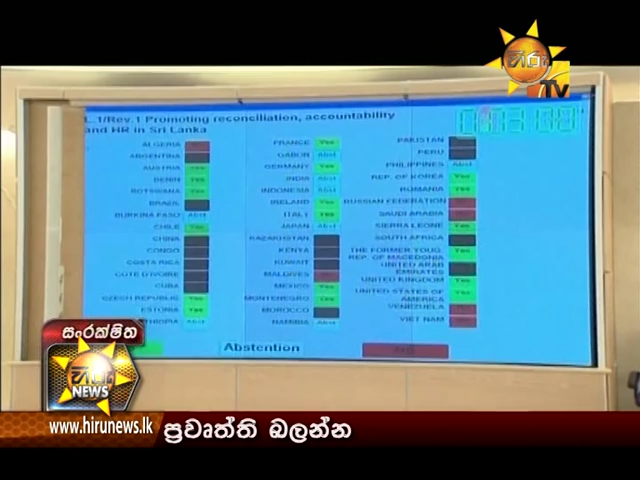 හිරු
TV
L.1/Rev.1 Promoting reconciliation, accountability
and HR in Sri Lanka
ALGERIA
ARGENTINA
AUSTRIA Yes
BENIN Yes
BOTSWANA Yes
BRAZIL
BURKINA FASO Abst
CHILE Yes
CHINA
CONGO
COSTA RICA
COTE D'IVOIRE
CUBA
CZECH REPUBLIC Yes
ESTONIA Yes
ETHIOPIA Abst
FRANCE Yes
GABON Abst
GERMANY Yes
INDIA Abst
INDONESIA Abst
IRELAND Yes
ITALY Yes
JAPAN Abst
KAZAKHSTAN
KENYA
KUWAIT
MALDIVES
MEXICO Yes
MONTENEGRO Yes
MOROCCO
NAMIBIA Abst
PAKISTAN
PERU
PHILIPPINES Abst
REP. OF KOREA Yes
ROMANIA Yes
RUSSIAN FEDERATION
SAUDI ARABIA
SIERRA LEONE Yes
SOUTH AFRICA
THE FORMER YOUG. Yes
REP. OF MACEDONIA
UNITED ARAB
EMIRATES
UNITED KINGDOM Yes
UNITED STATES OF Yes
AMERICA
VENEZUELA
VIET NAM
Abstention
සංරක්ෂිත
හිරු
NEWS
www.hirunews.lk ප්‍රවෘත්ති බලන්න